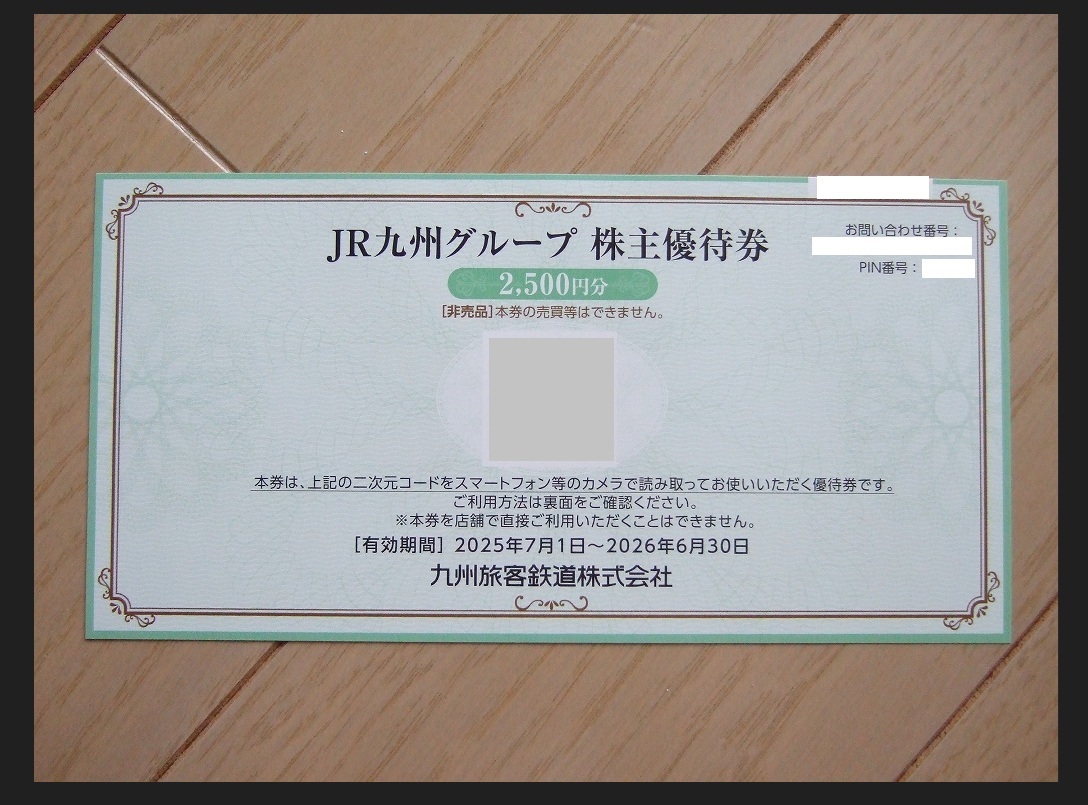 JR九州グループ 株主優待券
2,500円分
[非売品]本券の売買等はできません。
お問い合わせ番号：
PIN番号：
本券は、上記の二次元コードをスマートフォン等のカメラで読み取ってお使いいただく優待券です。
ご利用方法は裏面をご確認ください。
※本券を店舗で直接ご利用いただくことはできません。
[有効期間] 2025年7月1日～2026年6月30日
九州旅客鉄道株式会社